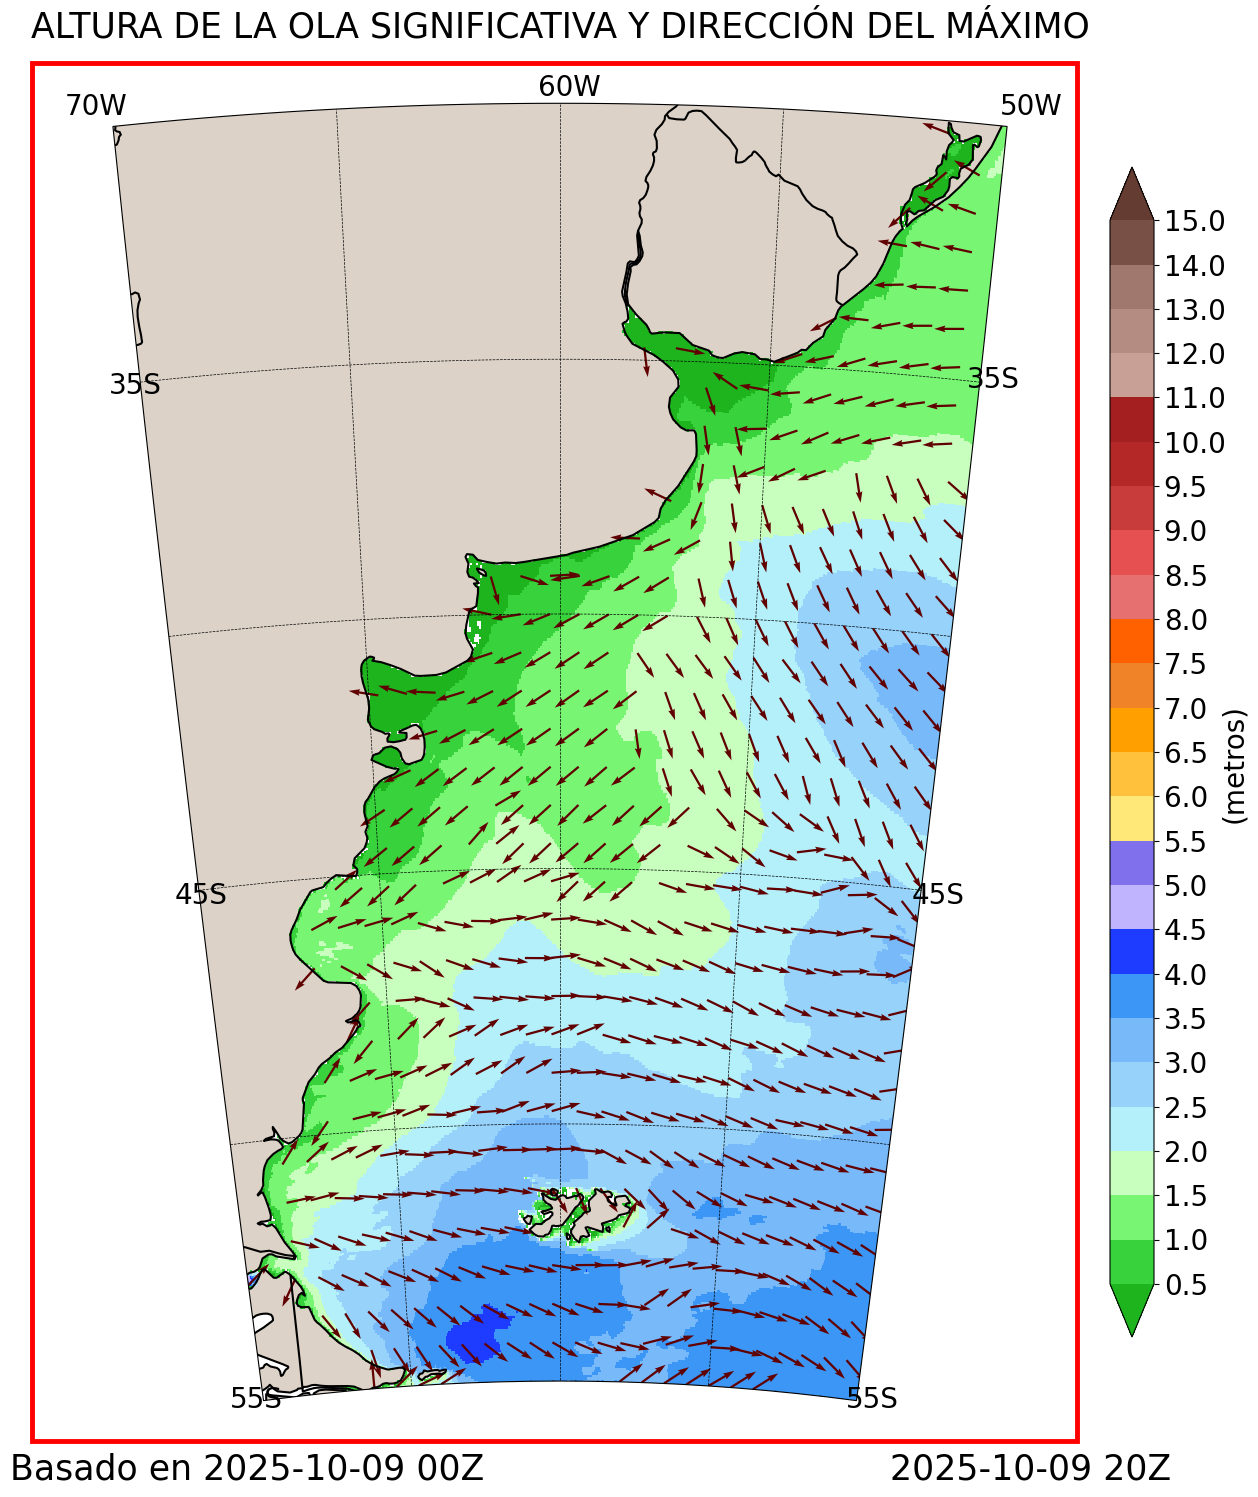 ALTURA DE LA OLA SIGNIFICATIVA Y DIRECCIÓN DEL MÁXIMO
70W
60W
50W
35S
35S
45S
45S
55S
55S
15.0
14.0
13.0
12.0
11.0
10.0
9.5
9.0
8.5
8.0
7.5
7.0
6.5
6.0
5.5
5.0
4.5
4.0
3.5
3.0
2.5
2.0
1.5
1.0
0.5
(metros)
Basado en 2025-10-09 00Z
2025-10-09 20Z